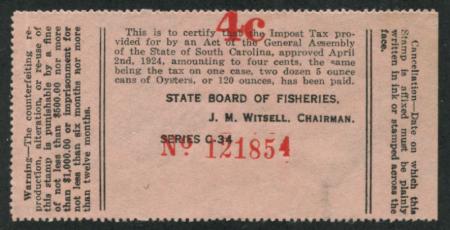 Warning—The counterfeiting re-
production, alteration, or re-use of
this stamp is punishable by a fine
of not less than $500.00 nor more
than $1,000.00 or imprisonment for
not less than six months nor more
than twelve months.
4c
This is to certify that the Impost Tax pro-
vided for by an Act of the General Assembly
of the State of South Carolina, approved April
2nd, 1924, amounting to four cents, the same
being the tax on one case, two dozen 5 ounce
cans of Oysters, or 120 ounces, has been paid.
STATE BOARD OF FISHERIES,
J. M. WITSELL, CHAIRMAN.
SERIES C-34
No 121854
Cancellation—Date on which this
Stamp is affixed must be plainly
written in ink or stamped across the
face.